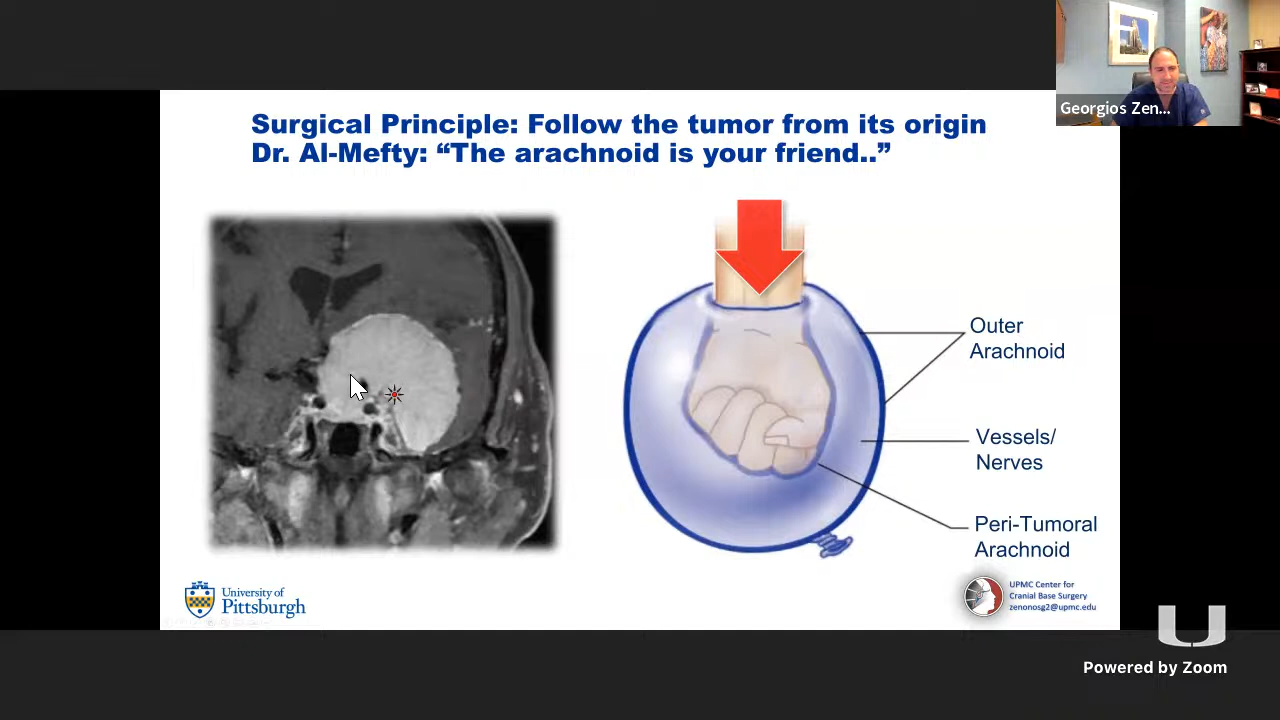 Georgios Zen...
Surgical Principle: Follow the tumor from its origin
Dr. Al-Mefty: “The arachnoid is your friend..”
Outer
Arachnoid
Vessels/
Nerves
Peri-Tumoral
Arachnoid
University of
Pittsburgh
UPMC Center for
Cranial Base Surgery
zenonosg2@upmc.edu
U
Powered by Zoom